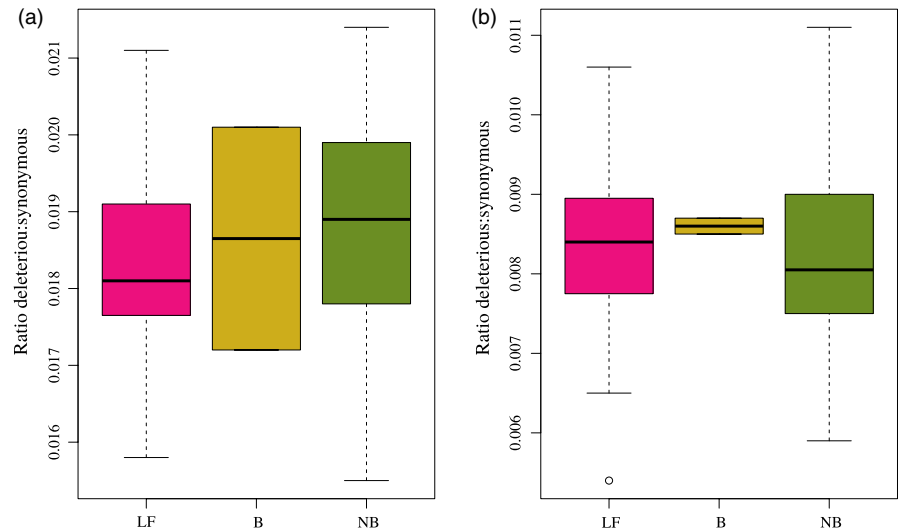 (a)
Ratio deleteriou:synonymous
0.021
0.020
0.019
0.018
0.017
0.016
LF B NB
(b)
Ratio deleterious:synonymous
0.011
0.010
0.009
0.008
0.007
0.006
LF B NB